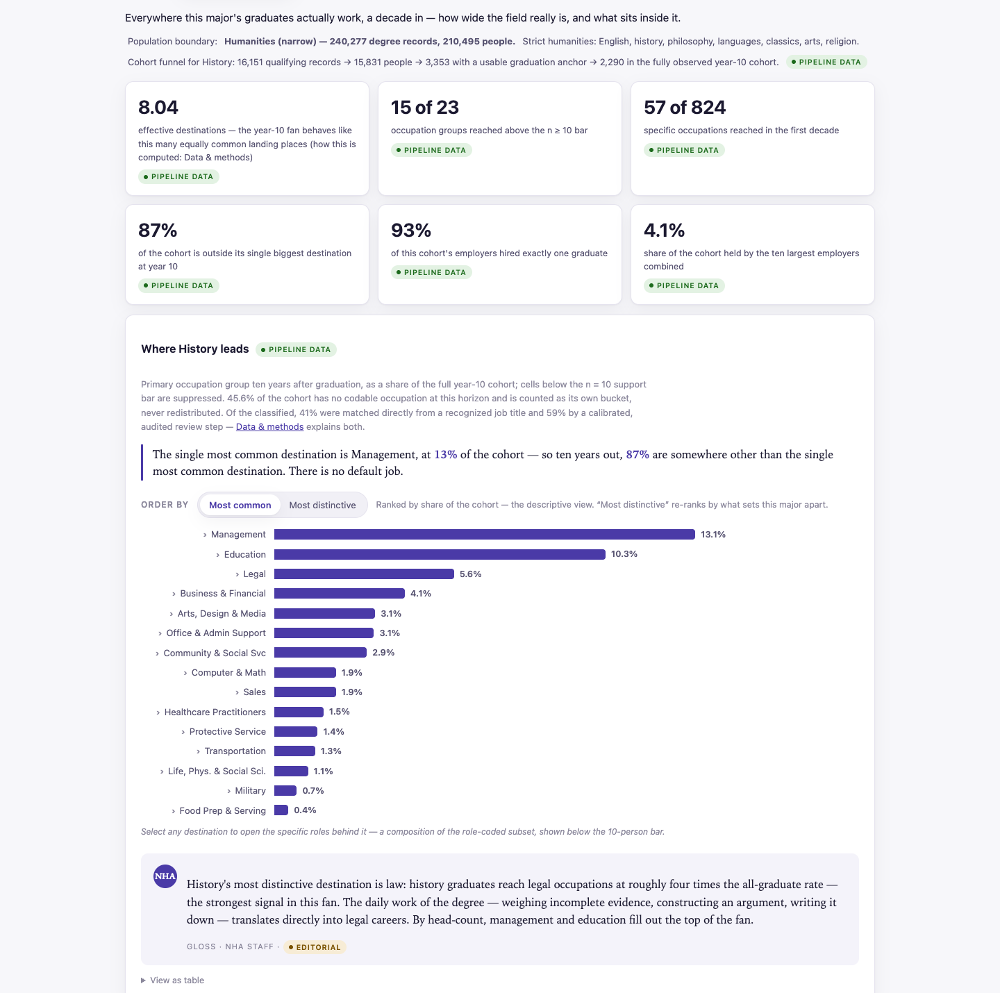 Everywhere this major's graduates actually work, a decade in — how wide the field really is, and what sits inside it.
Population boundary: Humanities (narrow) — 240,277 degree records, 210,495 people. Strict humanities: English, history, philosophy, languages, classics, arts, religion.
Cohort funnel for History: 16,151 qualifying records → 15,831 people → 3,353 with a usable graduation anchor → 2,290 in the fully observed year-10 cohort. PIPELINE DATA
8.04
effective destinations — the year-10 fan behaves like
this many equally common landing places (how this is
computed: Data & methods)
PIPELINE DATA
15 of 23
occupation groups reached above the n ≥ 10 bar
PIPELINE DATA
57 of 824
specific occupations reached in the first decade
PIPELINE DATA
87%
of the cohort is outside its single biggest destination
at year 10
PIPELINE DATA
93%
of this cohort's employers hired exactly one graduate
PIPELINE DATA
4.1%
share of the cohort held by the ten largest employers
combined
PIPELINE DATA
Where History leads PIPELINE DATA
Primary occupation group ten years after graduation, as a share of the full year-10 cohort; cells below the n = 10 support
bar are suppressed. 45.6% of the cohort has no codable occupation at this horizon and is counted as its own bucket,
never redistributed. Of the classified, 41% were matched directly from a recognized job title and 59% by a calibrated,
audited review step — Data & methods explains both.
The single most common destination is Management, at 13% of the cohort — so ten years out, 87% are somewhere other than the single
most common destination. There is no default job.
ORDER BY Most common Most distinctive Ranked by share of the cohort — the descriptive view. “Most distinctive” re-ranks by what sets this major apart.
› Management 13.1%
› Education 10.3%
› Legal 5.6%
› Business & Financial 4.1%
› Arts, Design & Media 3.1%
› Office & Admin Support 3.1%
› Community & Social Svc 2.9%
› Computer & Math 1.9%
› Sales 1.9%
› Healthcare Practitioners 1.5%
› Protective Service 1.4%
› Transportation 1.3%
› Life, Phys. & Social Sci. 1.1%
› Military 0.7%
› Food Prep & Serving 0.4%
Select any destination to open the specific roles behind it — a composition of the role-coded subset, shown below the 10-person bar.
NHA
History's most distinctive destination is law: history graduates reach legal occupations at roughly four times the all-graduate rate —
the strongest signal in this fan. The daily work of the degree — weighing incomplete evidence, constructing an argument, writing it
down — translates directly into legal careers. By head-count, management and education fill out the top of the fan.
GLOSS · NHA STAFF · EDITORIAL
▶ View as table